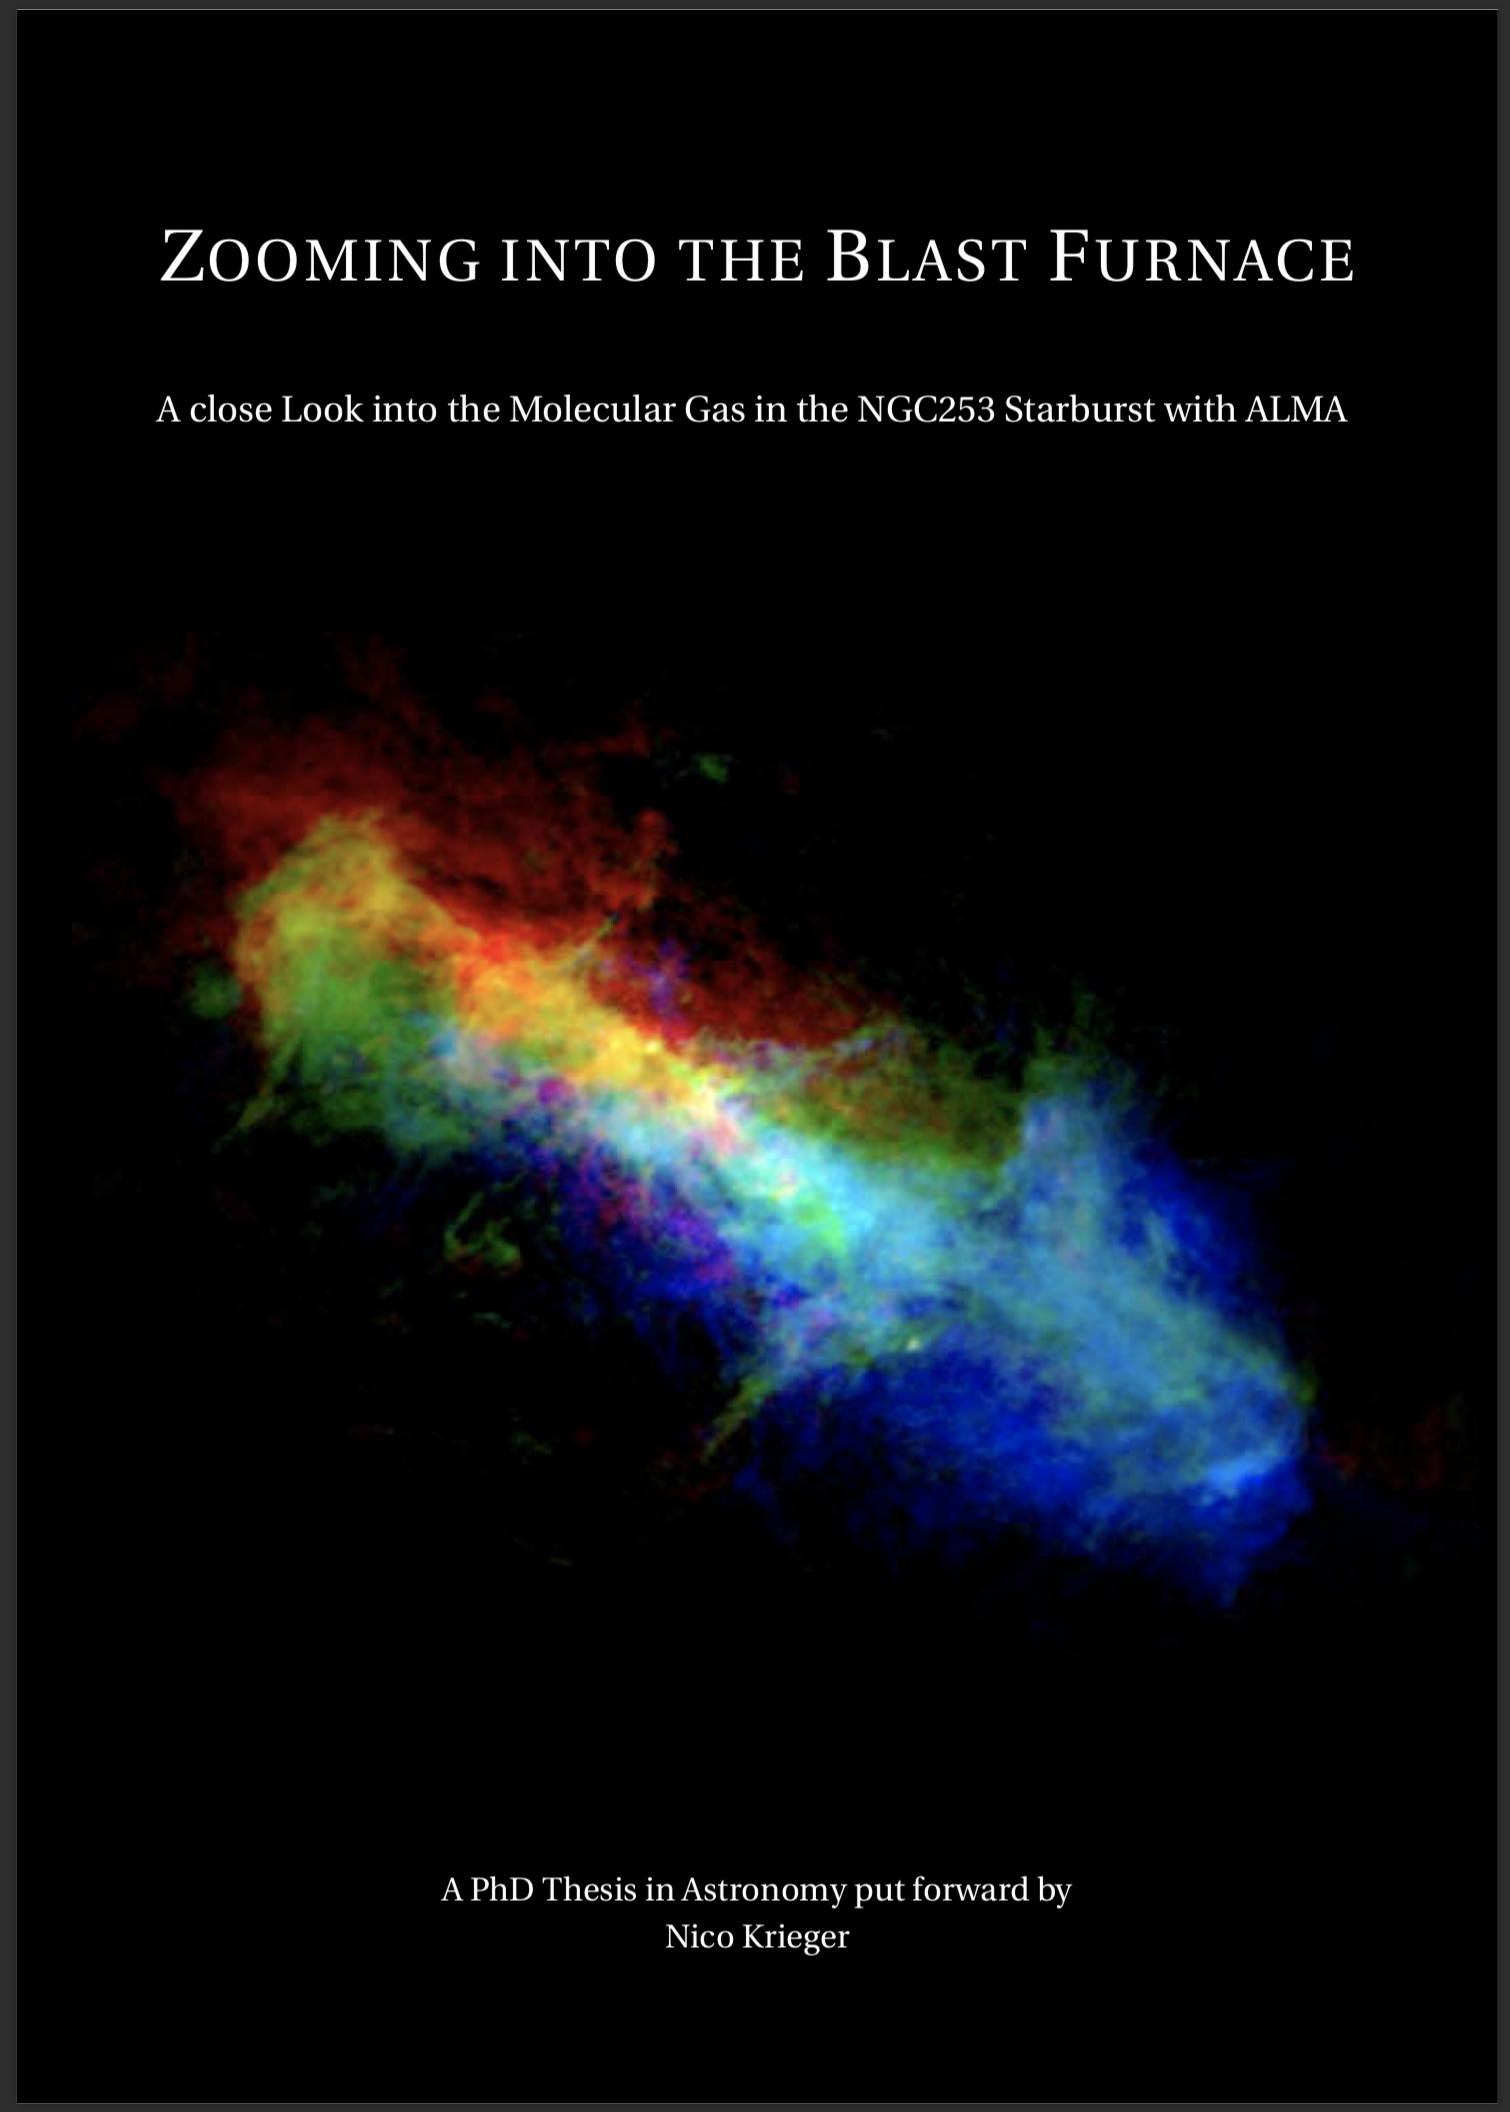 ZOOMING INTO THE BLAST FURNACE
A close Look into the Molecular Gas in the NGC253 Starburst with ALMA
A PhD Thesis in Astronomy put forward by
Nico Krieger